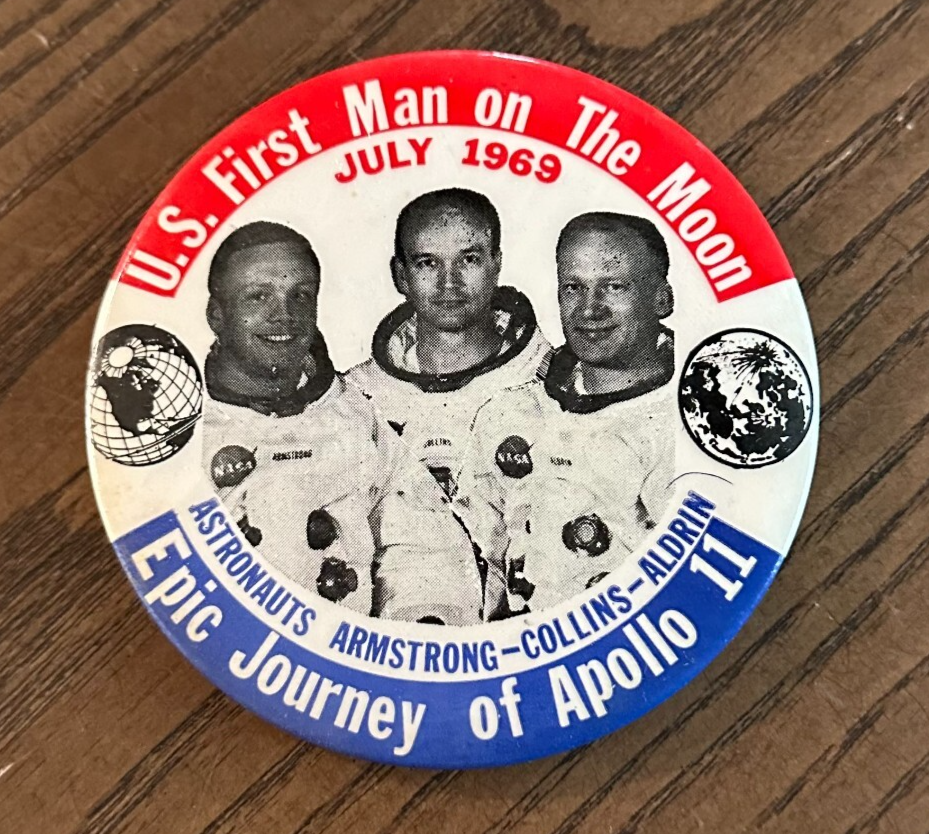 U.S. First Man on The Moon
JULY 1969
NASA
ARMSTRONG
COLLINS
NASA
ALDRIN
ASTRONAUTS ARMSTRONG-COLLINS-ALDRIN
Epic Journey of Apollo 11